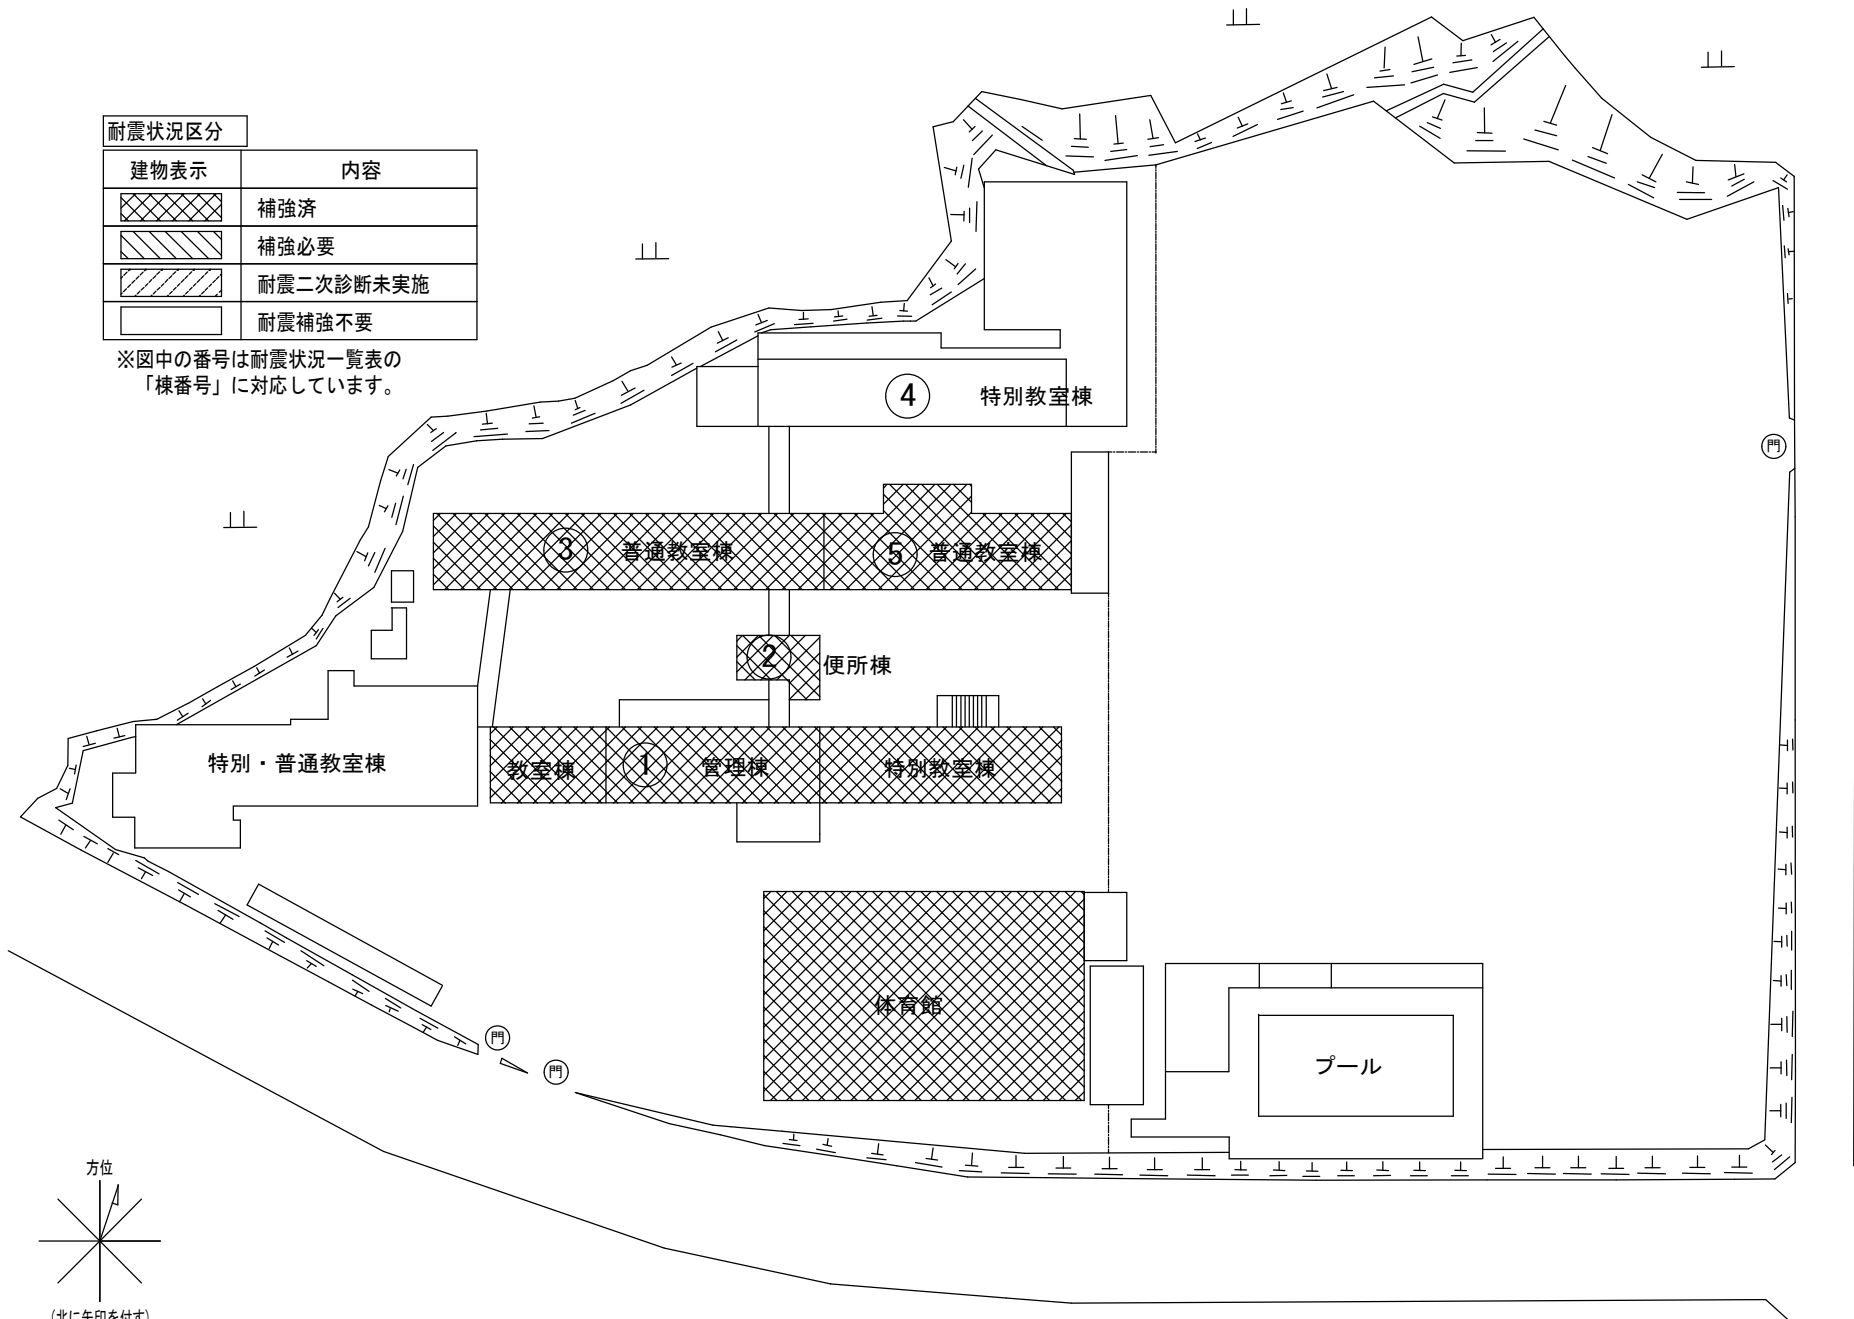 耐震状況区分
建物表示 内容
補強済
補強必要
耐震二次診断未実施
耐震補強不要
※図中の番号は耐震状況一覧表の
「棟番号」に対応しています。
④ 特別教室棟
門
③ 普通教室棟 ⑤ 普通教室棟
② 便所棟
特別・普通教室棟 教室棟 ① 管理棟 特別教室棟
体育館
門
門
プール
方位
(北に矢印を付す)